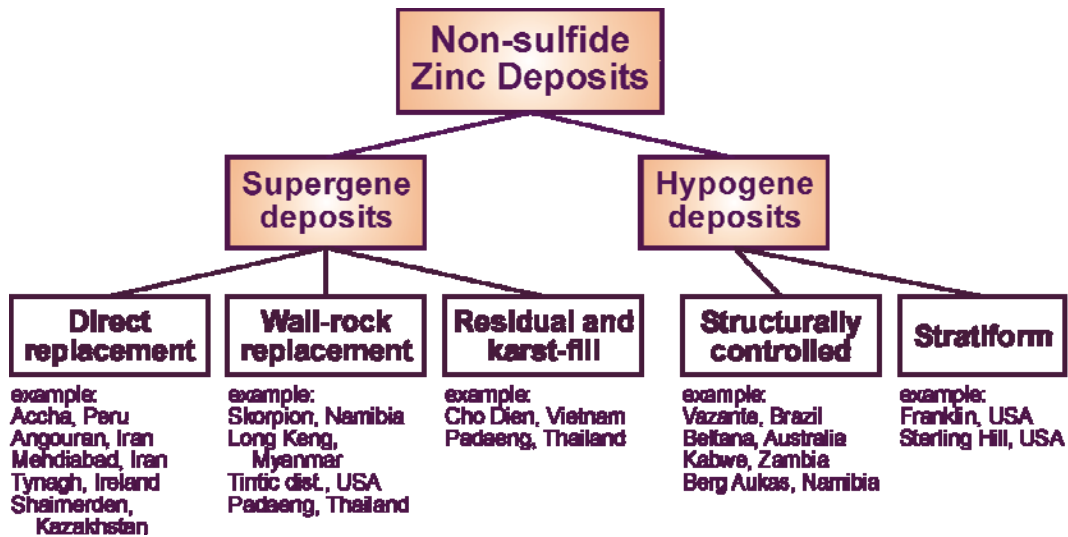 Non-sulfide
Zinc Deposits
Supergene
deposits
Hypogene
deposits
Direct
replacement
Wall-rock
replacement
Residual and
karst-fill
Structurally
controlled
Stratiform
example:
Accha, Peru
Angouran, Iran
Mehdiabad, Iran
Tynagh, Ireland
Shaimerden,
Kazakhstan
example:
Skorpion, Namibia
Long Keng,
Myanmar
Tintic dist., USA
Padaeng, Thailand
example:
Cho Dien, Vietnam
Padaeng, Thailand
example:
Vazante, Brazil
Beltana, Australia
Kabwe, Zambia
Berg Aukas, Namibia
example:
Franklin, USA
Sterling Hill, USA